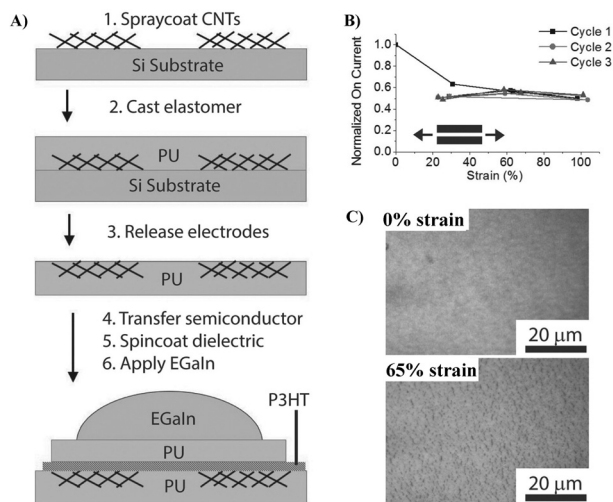 A)
1. Spraycoat CNTs
Si Substrate
2. Cast elastomer
PU
Si Substrate
3. Release electrodes
PU
4. Transfer semiconductor
5. Spincoat dielectric
6. Apply EGaIn
P3HT
EGaIn
PU
PU
B)
Normalized On Current
1.0
0.8
0.6
0.4
0.2
0.0
0
20
40
60
80
100
Strain (%)
Cycle 1
Cycle 2
Cycle 3
C)
0% strain
20 µm
65% strain
20 µm